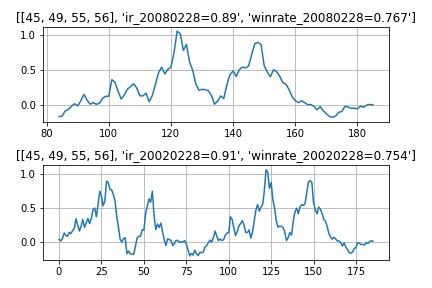 [[45, 49, 55, 56], 'ir_20080228=0.89', 'winrate_20080228=0.767']
1.0
0.5
0.0
80 100 120 140 160 180
[[45, 49, 55, 56], 'ir_20020228=0.91', 'winrate_20020228=0.754']
1.0
0.5
0.0
0 25 50 75 100 125 150 175